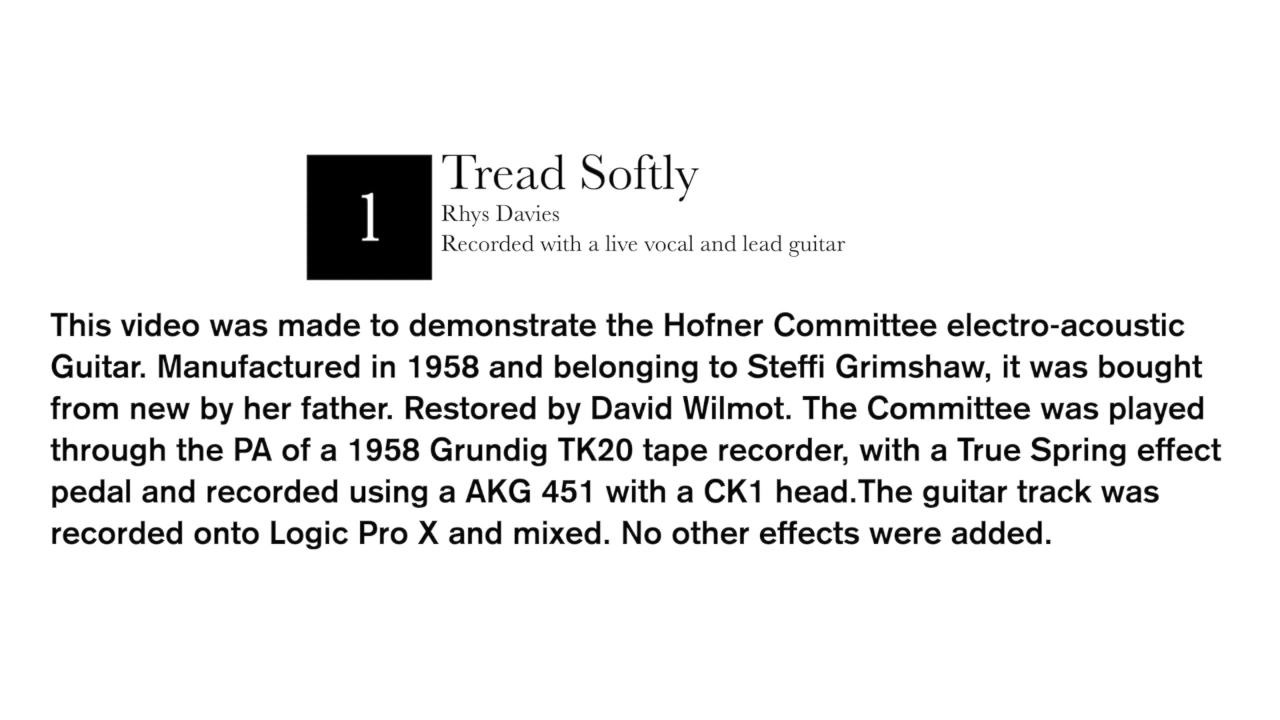 1
Tread Softly
Rhys Davies
Recorded with a live vocal and lead guitar
This video was made to demonstrate the Hofner Committee electro-acoustic
Guitar. Manufactured in 1958 and belonging to Steffi Grimshaw, it was bought
from new by her father. Restored by David Wilmot. The Committee was played
through the PA of a 1958 Grundig TK20 tape recorder, with a True Spring effect
pedal and recorded using a AKG 451 with a CK1 head.The guitar track was
recorded onto Logic Pro X and mixed. No other effects were added.